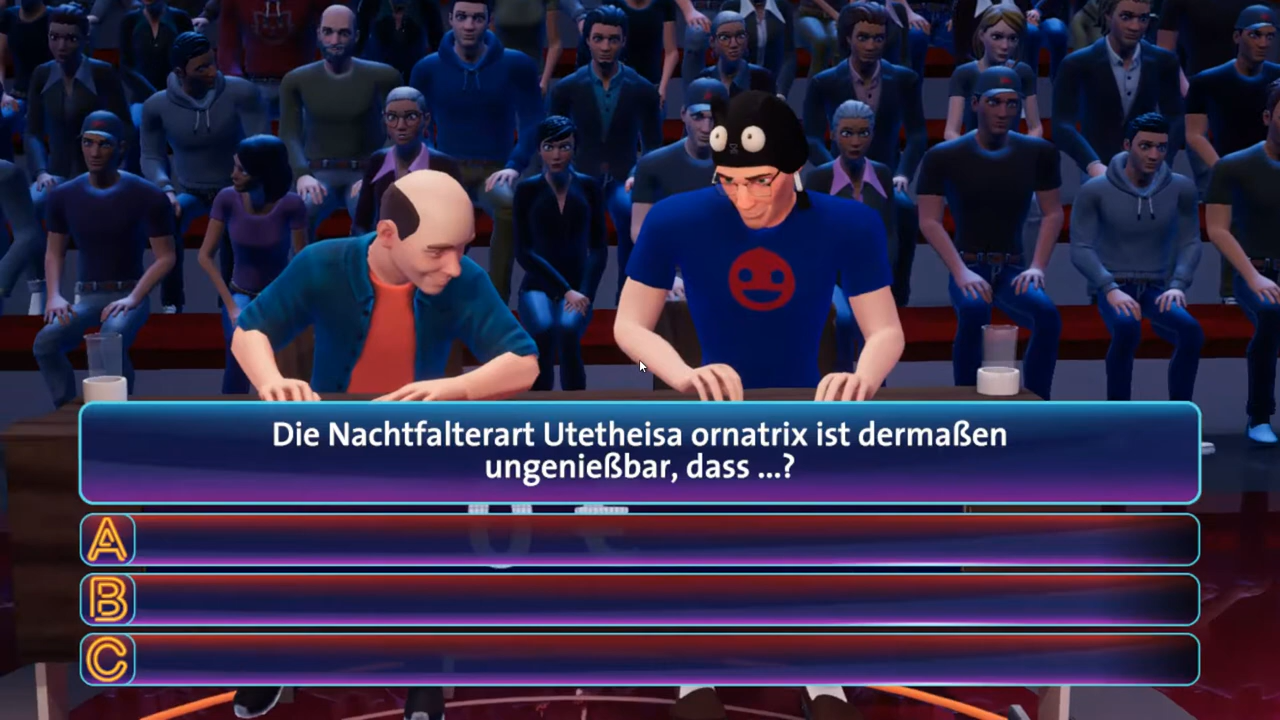 Die Nachtfalterart Utetheisa ornatrix ist dermaßen
ungenießbar, dass ...?
A
B
C